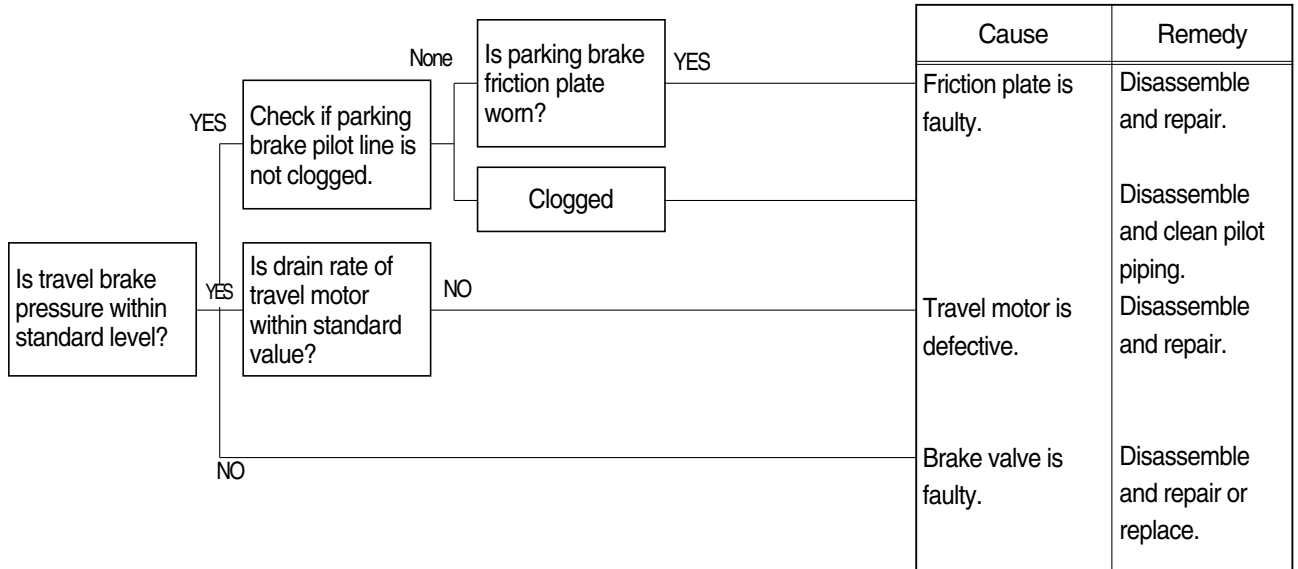 Cause
Remedy
None
Is parking brake
friction plate
worn?
YES
Friction plate is
faulty.
Disassemble
and repair.
YES
Check if parking
brake pilot line is
not clogged.
Clogged
Disassemble
and clean pilot
piping.
Is travel brake
pressure within
standard level?
YES
Is drain rate of
travel motor
within standard
value?
NO
Travel motor is
defective.
Disassemble
and repair.
NO
Brake valve is
faulty.
Disassemble
and repair or
replace.